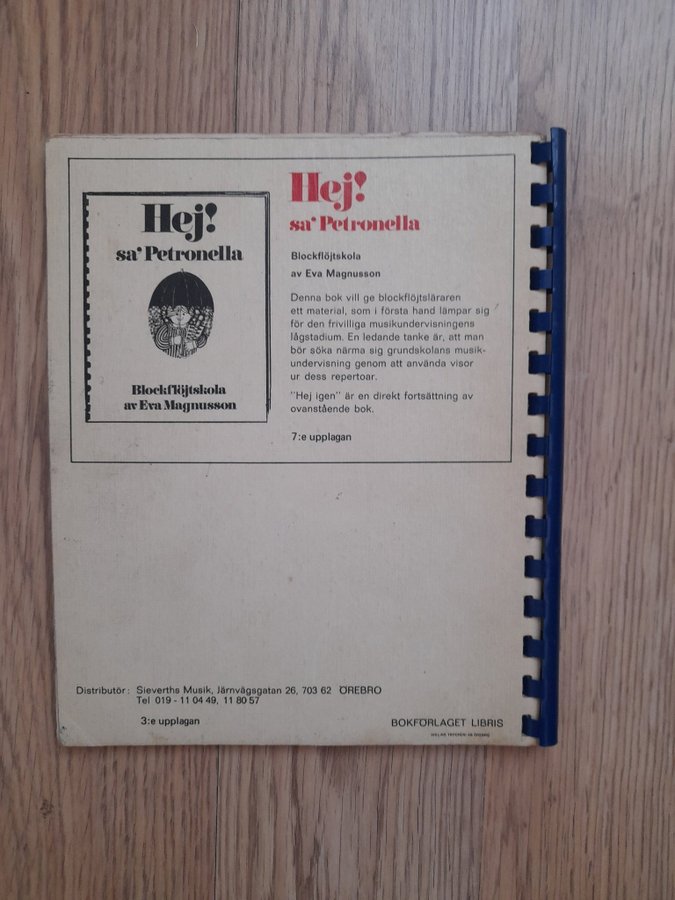 Hej!
sa' Petronella
Blockflöjtskola
av Eva Magnusson
Hej!
sa' Petronella
Blockflöjtskola
av Eva Magnusson
Denna bok vill ge blockflöjtsläraren
ett material, som i första hand lämpar sig
för den frivilliga musikundervisningens
lågstadium. En ledande tanke är, att man
bör söka närma sig grundskolans musik-
undervisning genom att använda visor
ur dess repertoar.
"Hej igen" är en direkt fortsättning av
ovanstående bok.
7:e upplagan
Distributör: Sieverths Musik, Järnvägsgatan 26, 703 62 ÖREBRO
Tel 019 - 11 04 49, 11 80 57
3:e upplagan
BOKFÖRLAGET LIBRIS